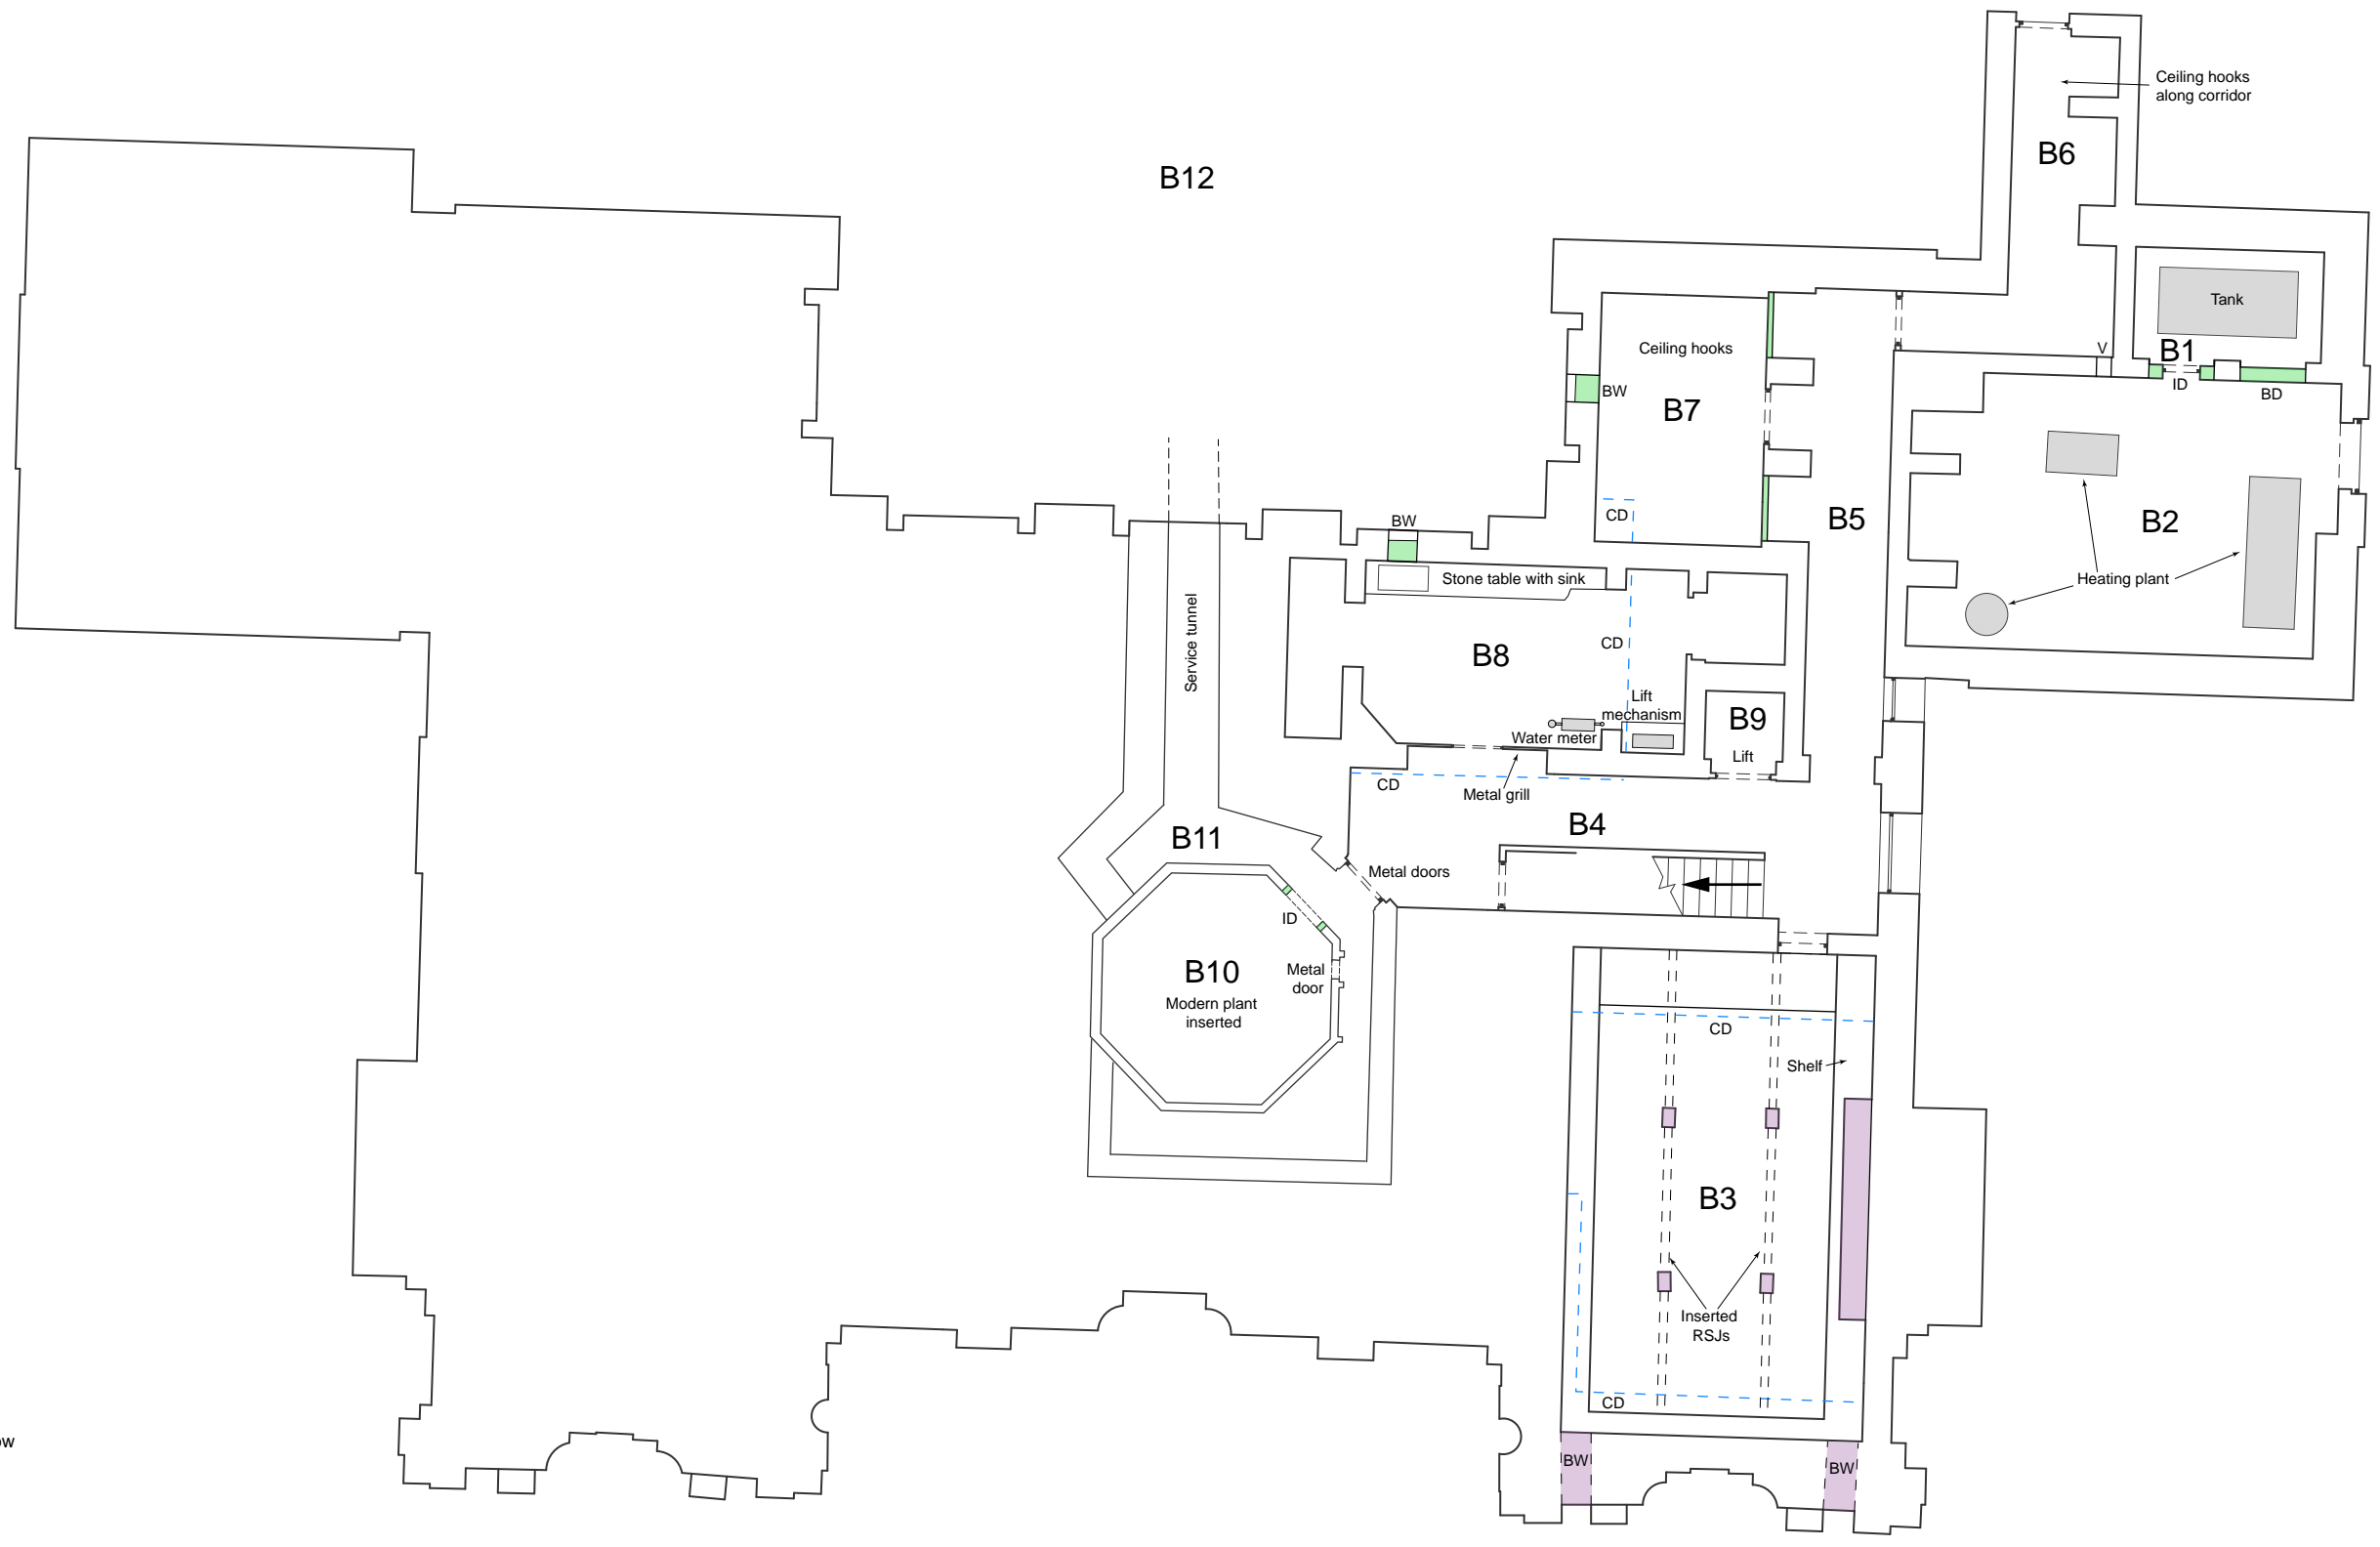 Ceiling hooks
along corridor
B6
B12
Tank
Ceiling hooks
V
B1
ID
BD
BW
B7
CD
B5
B2
BW
Stone table with sink
Heating plant
Service tunnel
CD
B8
Lift
mechanism
B9
Water meter
Lift
CD
Metal grill
B11
B4
Metal doors
ID
B10
Metal
door
Modern plant
inserted
CD
Shelf
B3
Inserted
RSJs
CD
ow
BW
BW